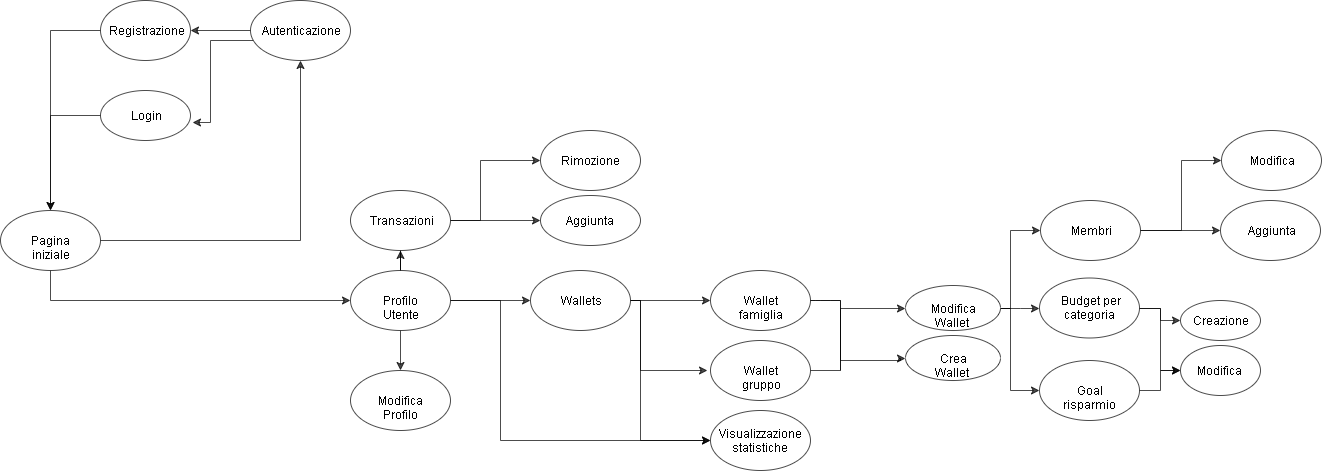 Registrazione
Autenticazione
Login
Rimozione
Modifica
Transazioni
Aggiunta
Membri
Aggiunta
Pagina
iniziale
Profilo
Utente
Wallets
Wallet
famiglia
Modifica
Wallet
Budget per
categoria
Creazione
Crea
Wallet
Wallet
gruppo
Modifica
Modifica
Profilo
Goal
risparmio
Visualizzazione
statistiche